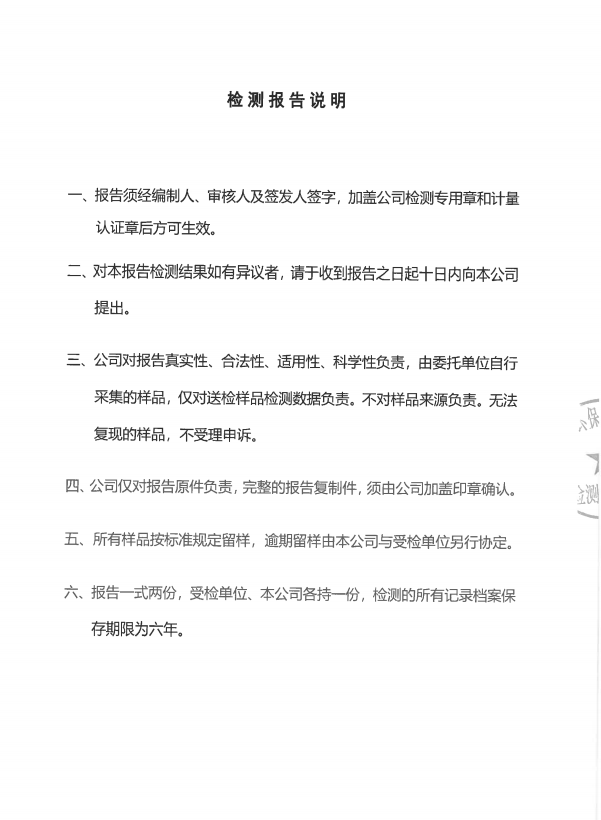 检测报告说明
一、报告须经编制人、审核人及签发人签字，加盖公司检测专用章和计量
认证章后方可生效。
二、对本报告检测结果如有异议者，请于收到报告之日起十日内向本公司
提出。
三、公司对报告真实性、合法性、适用性、科学性负责，由委托单位自行
采集的样品，仅对送检样品检测数据负责。不对样品来源负责。无法
复现的样品，不受理申诉。
四、公司仅对报告原件负责，完整的报告复制件，须由公司加盖印章确认。
五、所有样品按标准规定留样，逾期留样由本公司与受检单位另行协定。
六、报告一式两份，受检单位、本公司各持一份，检测的所有记录档案保
存期限为六年。